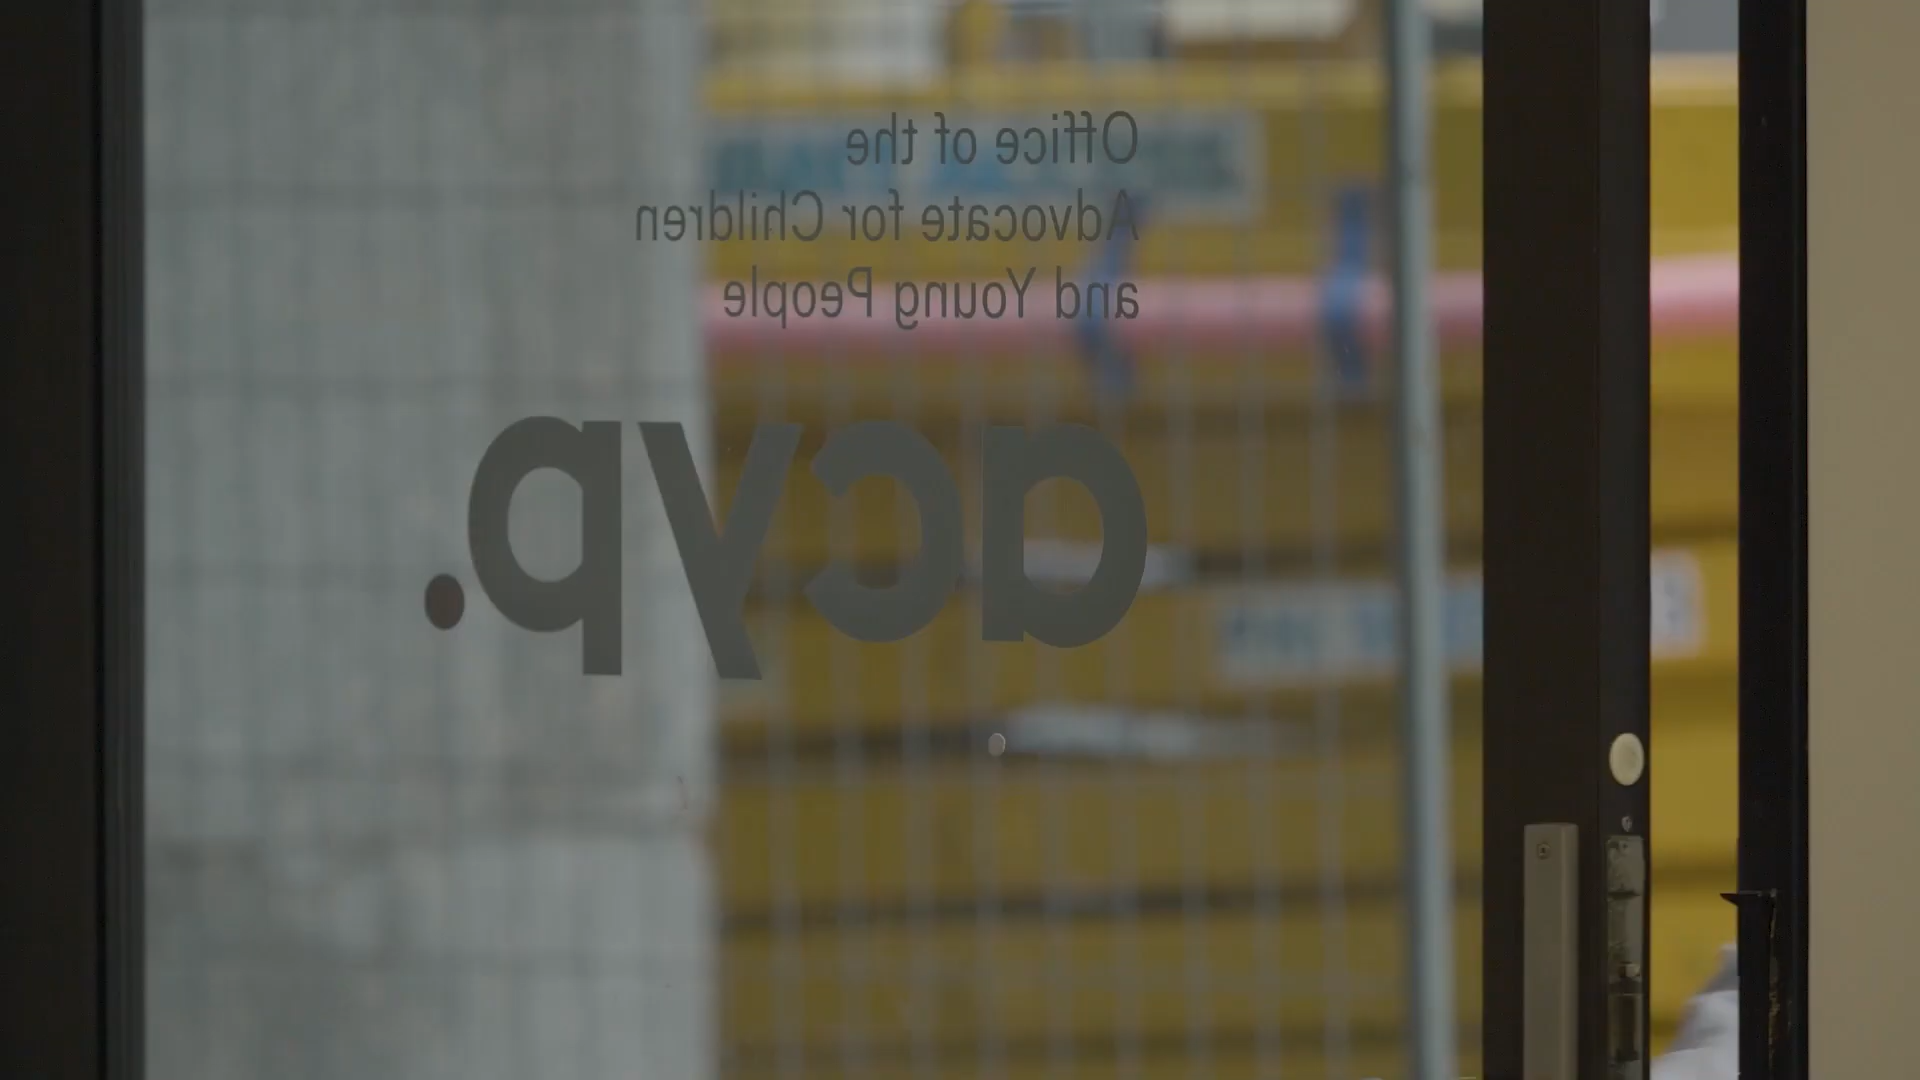 Office of the
Advocate for Children
and Young People
acyp.